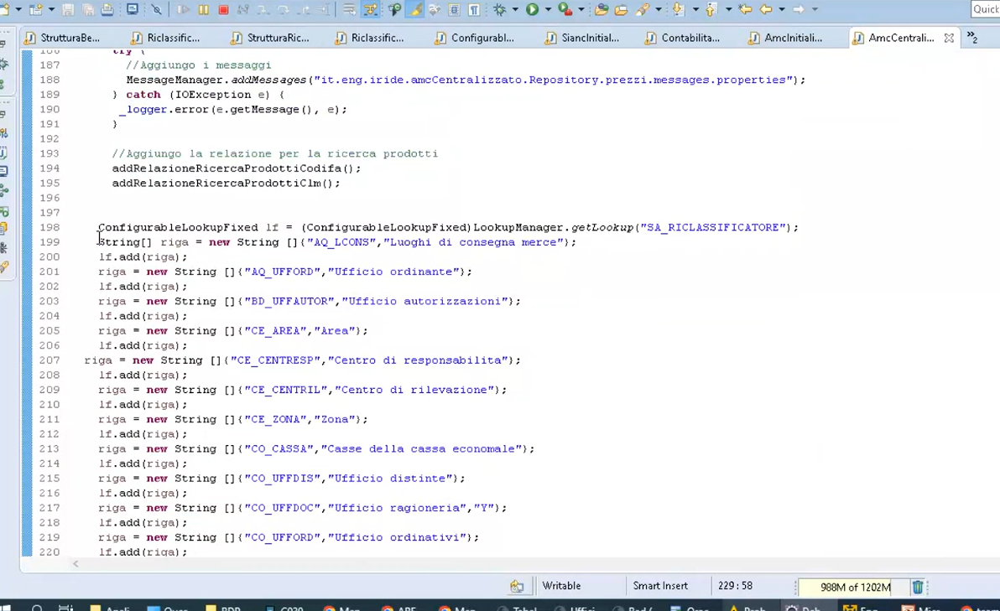 Quick
StrutturaBe...
Riclassific...
StrutturaRic...
Riclassific...
Configurabl...
SiancInitial...
Contabilita...
AmcInitiali...
AmcCentrali...
»2
186 try {
187 //Aggiungo i messaggi
188 MessageManager.addMessages("it.eng.iride.amcCentralizzato.Repository.prezzi.messages.properties");
189 } catch (IOException e) {
190 _logger.error(e.getMessage(), e);
191 }
192
193 //Aggiungo la relazione per la ricerca prodotti
194 addRelazioneRicercaProdottiCodifa();
195 addRelazioneRicercaProdottiClm();
196
197
198 ConfigurableLookupFixed lf = (ConfigurableLookupFixed)LookupManager.getLookup("SA_RICLASSIFICATORE");
199 String[] riga = new String []{"AQ_LCONS","Luoghi di consegna merce"};
200 lf.add(riga);
201 riga = new String []{"AQ_UFFORD","Ufficio ordinante"};
202 lf.add(riga);
203 riga = new String []{"BD_UFFAUTOR","Ufficio autorizzazioni"};
204 lf.add(riga);
205 riga = new String []{"CE_AREA","Area"};
206 lf.add(riga);
207 riga = new String []{"CE_CENTRESP","Centro di responsabilita"};
208 lf.add(riga);
209 riga = new String []{"CE_CENTRIL","Centro di rilevazione"};
210 lf.add(riga);
211 riga = new String []{"CE_ZONA","Zona"};
212 lf.add(riga);
213 riga = new String []{"CO_CASSA","Casse della cassa economale"};
214 lf.add(riga);
215 riga = new String []{"CO_UFFDIS","Ufficio distinte"};
216 lf.add(riga);
217 riga = new String []{"CO_UFFDOC","Ufficio ragioneria","Y"};
218 lf.add(riga);
219 riga = new String []{"CO_UFFORD","Ufficio ordinativi"};
220 lf.add(riga);
Writable Smart Insert 229 : 58 988M of 1202M